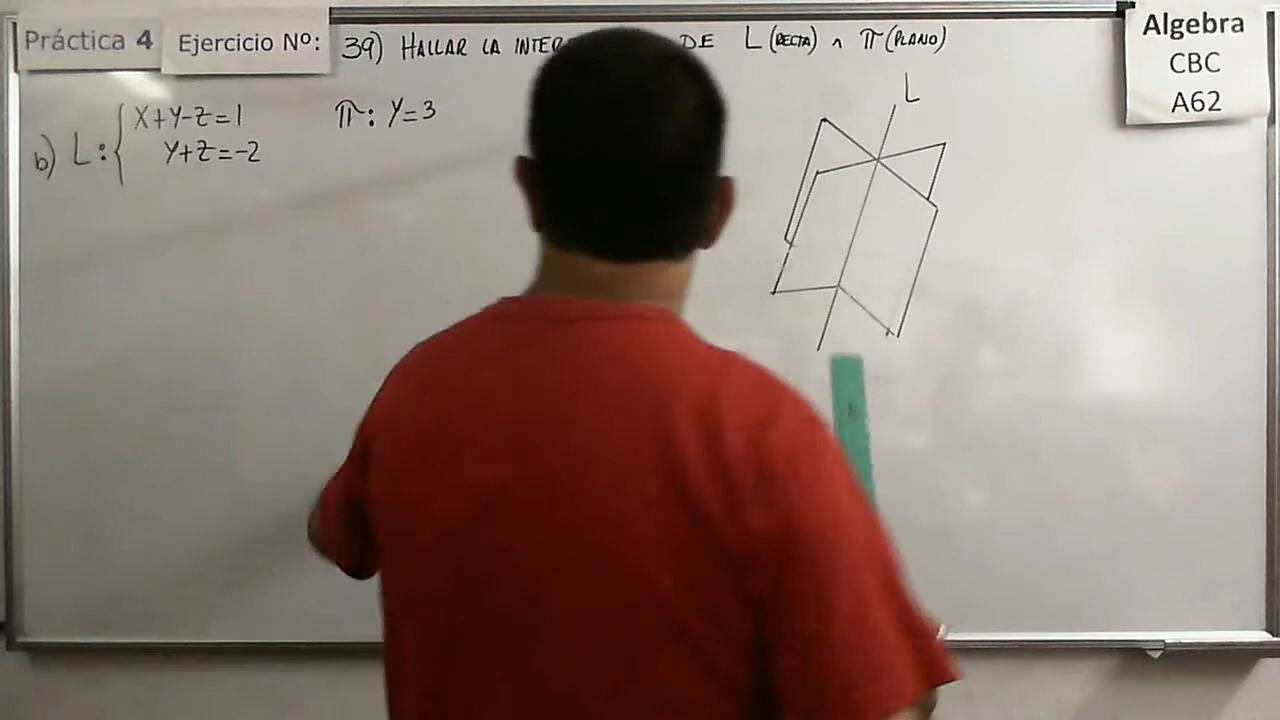 Práctica 4 Ejercicio Nº: 39) HALLAR LA INTER DE L (RECTA) ∧ π (PLANO)
Algebra
CBC
A62
b) L: { X+Y-Z=1
Y+Z=-2
π: Y=3
L